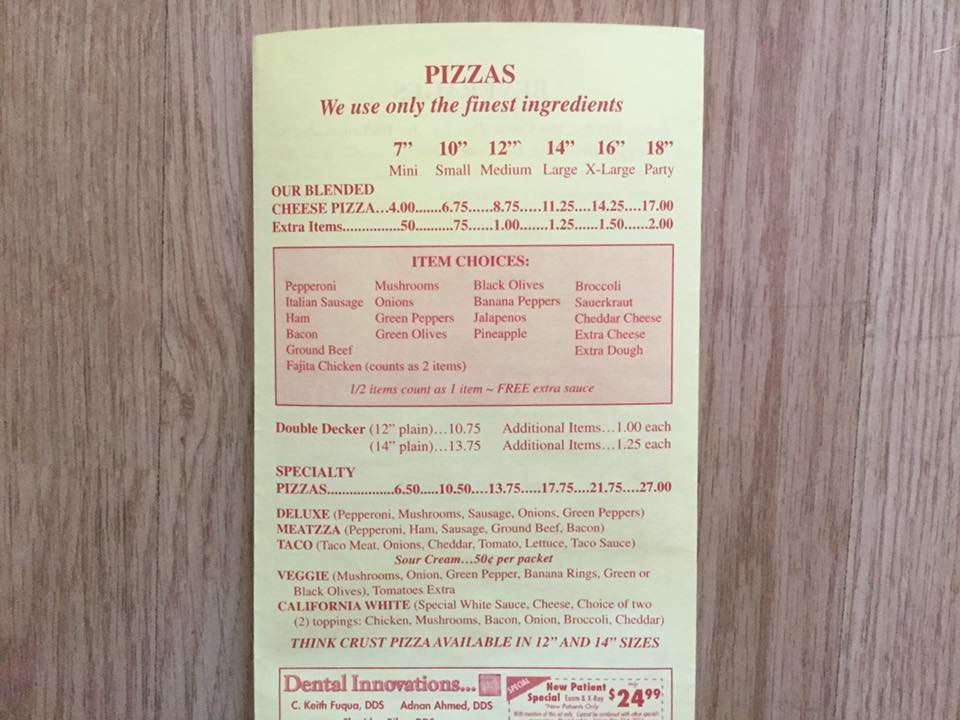 PIZZAS
We use only the finest ingredients
7” 10” 12” 14” 16” 18”
Mini Small Medium Large X-Large Party
OUR BLENDED
CHEESE PIZZA...4.00.......6.75......8.75.....11.25....14.25....17.00
Extra Items................50..........75......1.00.......1.25......1.50......2.00
ITEM CHOICES:
Pepperoni Mushrooms Black Olives Broccoli
Italian Sausage Onions Banana Peppers Sauerkraut
Ham Green Peppers Jalapenos Cheddar Cheese
Bacon Green Olives Pineapple Extra Cheese
Ground Beef Extra Dough
Fajita Chicken (counts as 2 items)
1/2 items count as 1 item ~ FREE extra sauce
Double Decker (12” plain)...10.75 Additional Items...1.00 each
(14” plain)...13.75 Additional Items...1.25 each
SPECIALTY
PIZZAS.................6.50.....10.50....13.75.....17.75....21.75....27.00
DELUXE (Pepperoni, Mushrooms, Sausage, Onions, Green Peppers)
MEATZZA (Pepperoni, Ham, Sausage, Ground Beef, Bacon)
TACO (Taco Meat, Onions, Cheddar, Tomato, Lettuce, Taco Sauce)
Sour Cream...50¢ per packet
VEGGIE (Mushrooms, Onion, Green Pepper, Banana Rings, Green or
Black Olives), Tomatoes Extra
CALIFORNIA WHITE (Special White Sauce, Cheese, Choice of two
(2) toppings: Chicken, Mushrooms, Bacon, Onion, Broccoli, Cheddar)
THINK CRUST PIZZA AVAILABLE IN 12” AND 14” SIZES
Dental Innovations...
C. Keith Fuqua, DDS Adnan Ahmed, DDS
SPECIAL
New Patient
Special Exam & X-Ray
*New Patients Only
only
$24.99